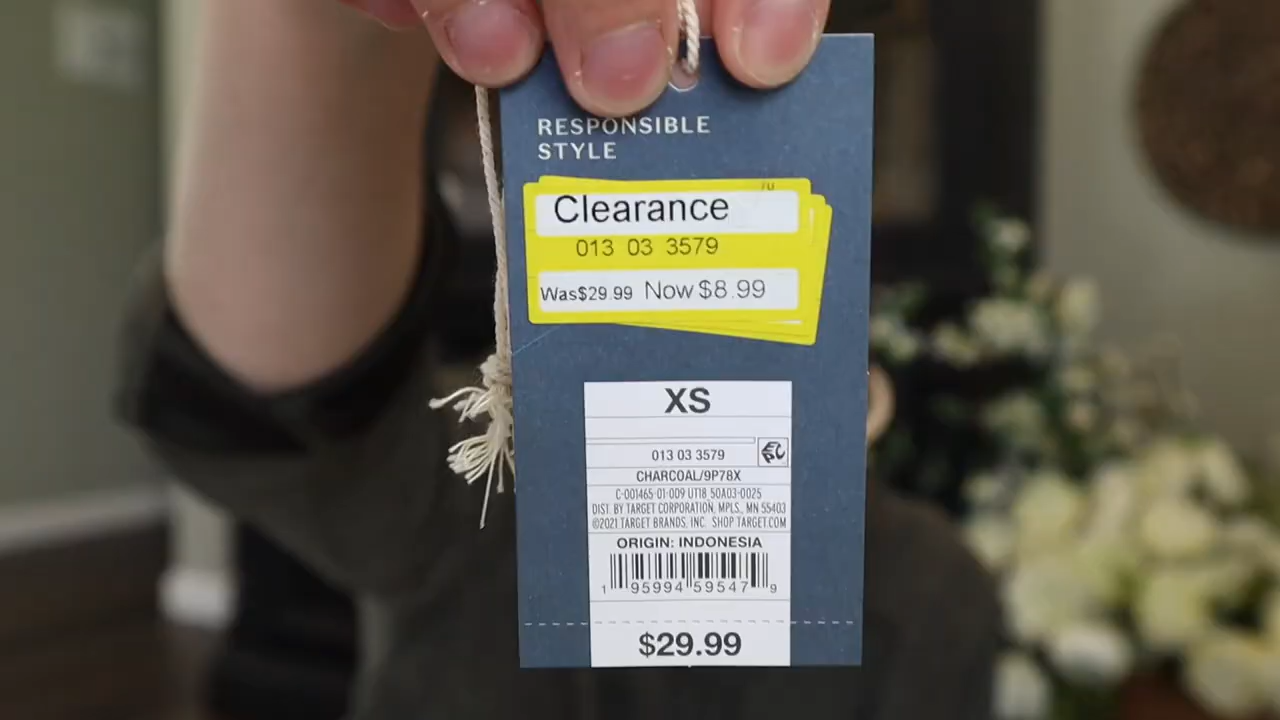 RESPONSIBLE
STYLE
70
Clearance
013 03 3579
Was$29.99 Now $8.99
XS
013 03 3579
CHARCOAL/9P78X
C-001465-01-009 UT18 50A03-0025
DIST. BY TARGET CORPORATION, MPLS., MN 55403
©2021 TARGET BRANDS, INC. SHOP TARGET.COM
ORIGIN: INDONESIA
1 95994 59547 9
$29.99